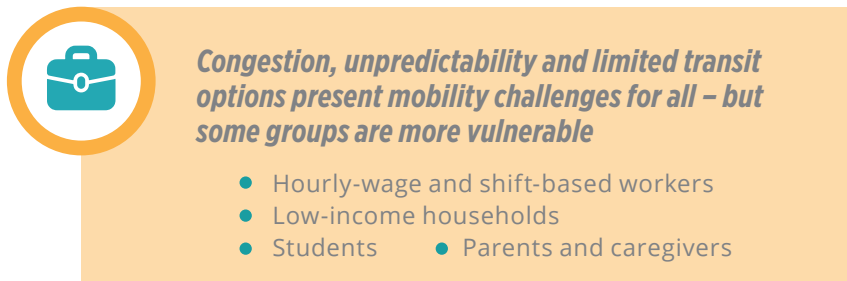 Congestion, unpredictability and limited transit
options present mobility challenges for all – but
some groups are more vulnerable
Hourly-wage and shift-based workers
Low-income households
Students
Parents and caregivers